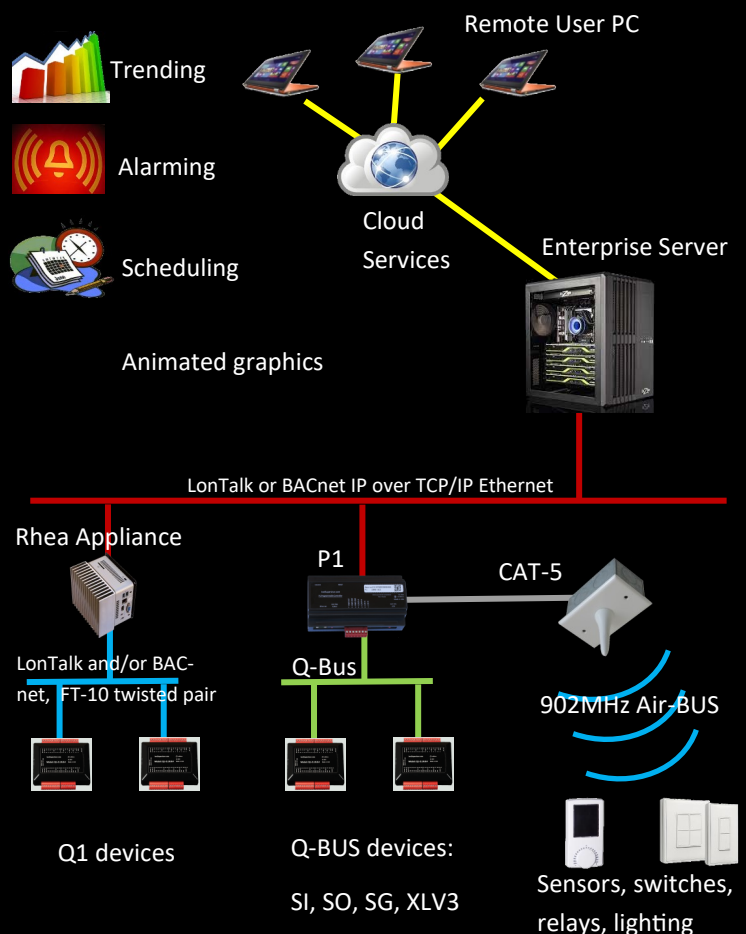 Remote User PC
Trending
Alarming
Cloud
Services
Enterprise Server
Scheduling
Animated graphics
LonTalk or BACnet IP over TCP/IP Ethernet
Rhea Appliance
P1
CAT-5
LonTalk and/or BAC-
net, FT-10 twisted pair
Q-Bus
902MHz Air-BUS
Q1 devices
Q-BUS devices:
SI, SO, SG, XLV3
Sensors, switches,
relays, lighting